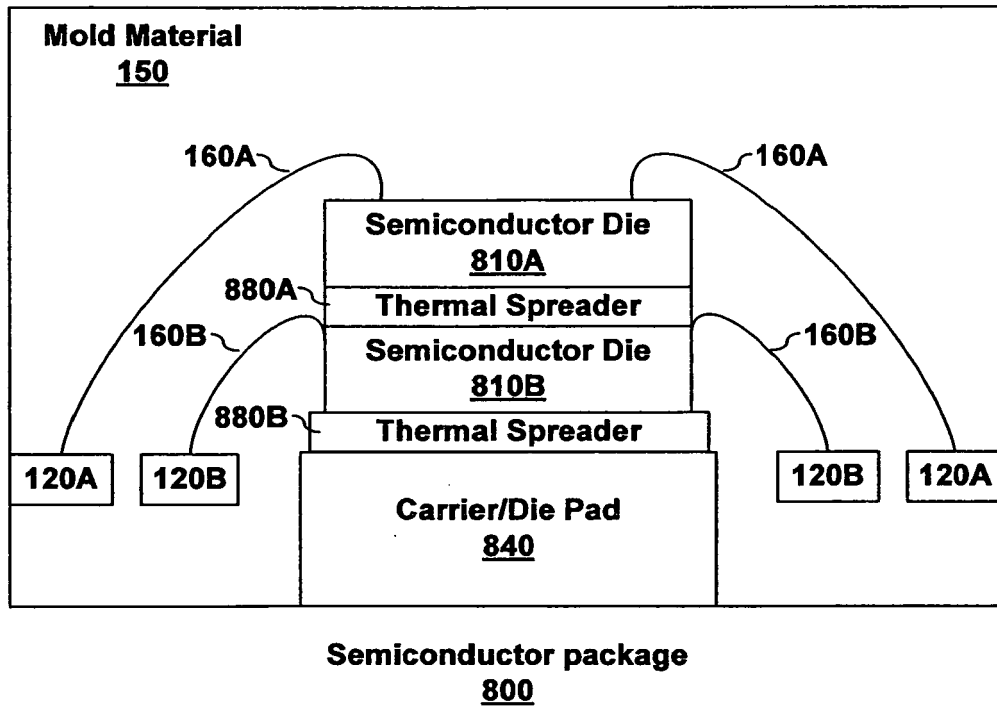 Mold Material
150
160A
160A
Semiconductor Die
810A
880A
Thermal Spreader
160B
160B
Semiconductor Die
810B
880B
Thermal Spreader
120A
120B
120B
120A
Carrier/Die Pad
840
Semiconductor package
800